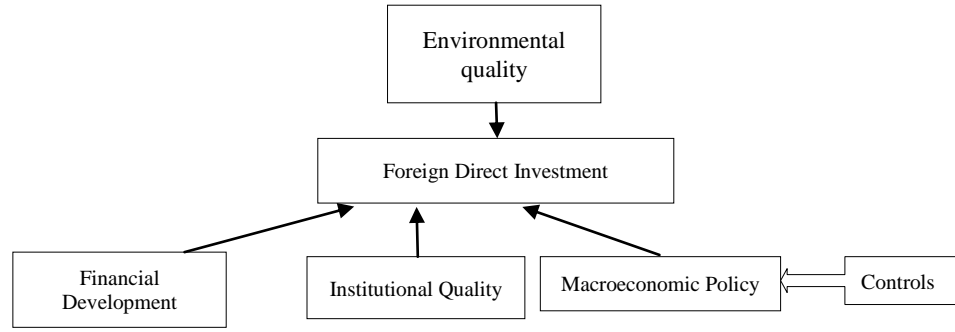 Environmental
quality
Foreign Direct Investment
Financial
Development
Institutional Quality
Macroeconomic Policy
Controls